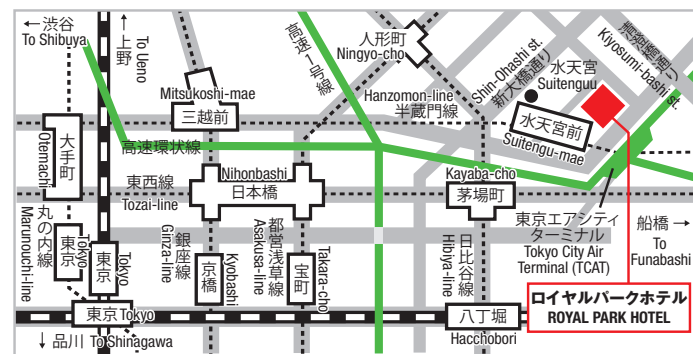 ← 渋谷
To Shibuya
↑
上野
To Ueno
高速1号線
人形町
Ningyo-cho
Shin-Ohashi st.
新大橋通り
清洲橋通り
Kiyosumi-bashi st.
水天宮
Suitenguu
Mitsukoshi-mae
三越前
Hanzomon-line
半蔵門線
水天宮前
Suitengu-mae
大手町
Otemachi
高速環状線
東西線
Tozai-line
Nihonbashi
日本橋
Kayaba-cho
茅場町
東京エアシティ
ターミナル
Tokyo City Air
Terminal (TCAT)
船橋 →
To
Funabashi
丸の内線
Marunouchi-line
東京
Tokyo
東京
Tokyo
銀座線
Ginza-line
京橋
Kyobashi
都営浅草線
Asakusa-line
宝町
Takara-cho
日比谷線
Hibiya-line
ロイヤルパークホテル
ROYAL PARK HOTEL
東京 Tokyo
八丁堀
Hacchobori
↓ 品川 To Shinagawa